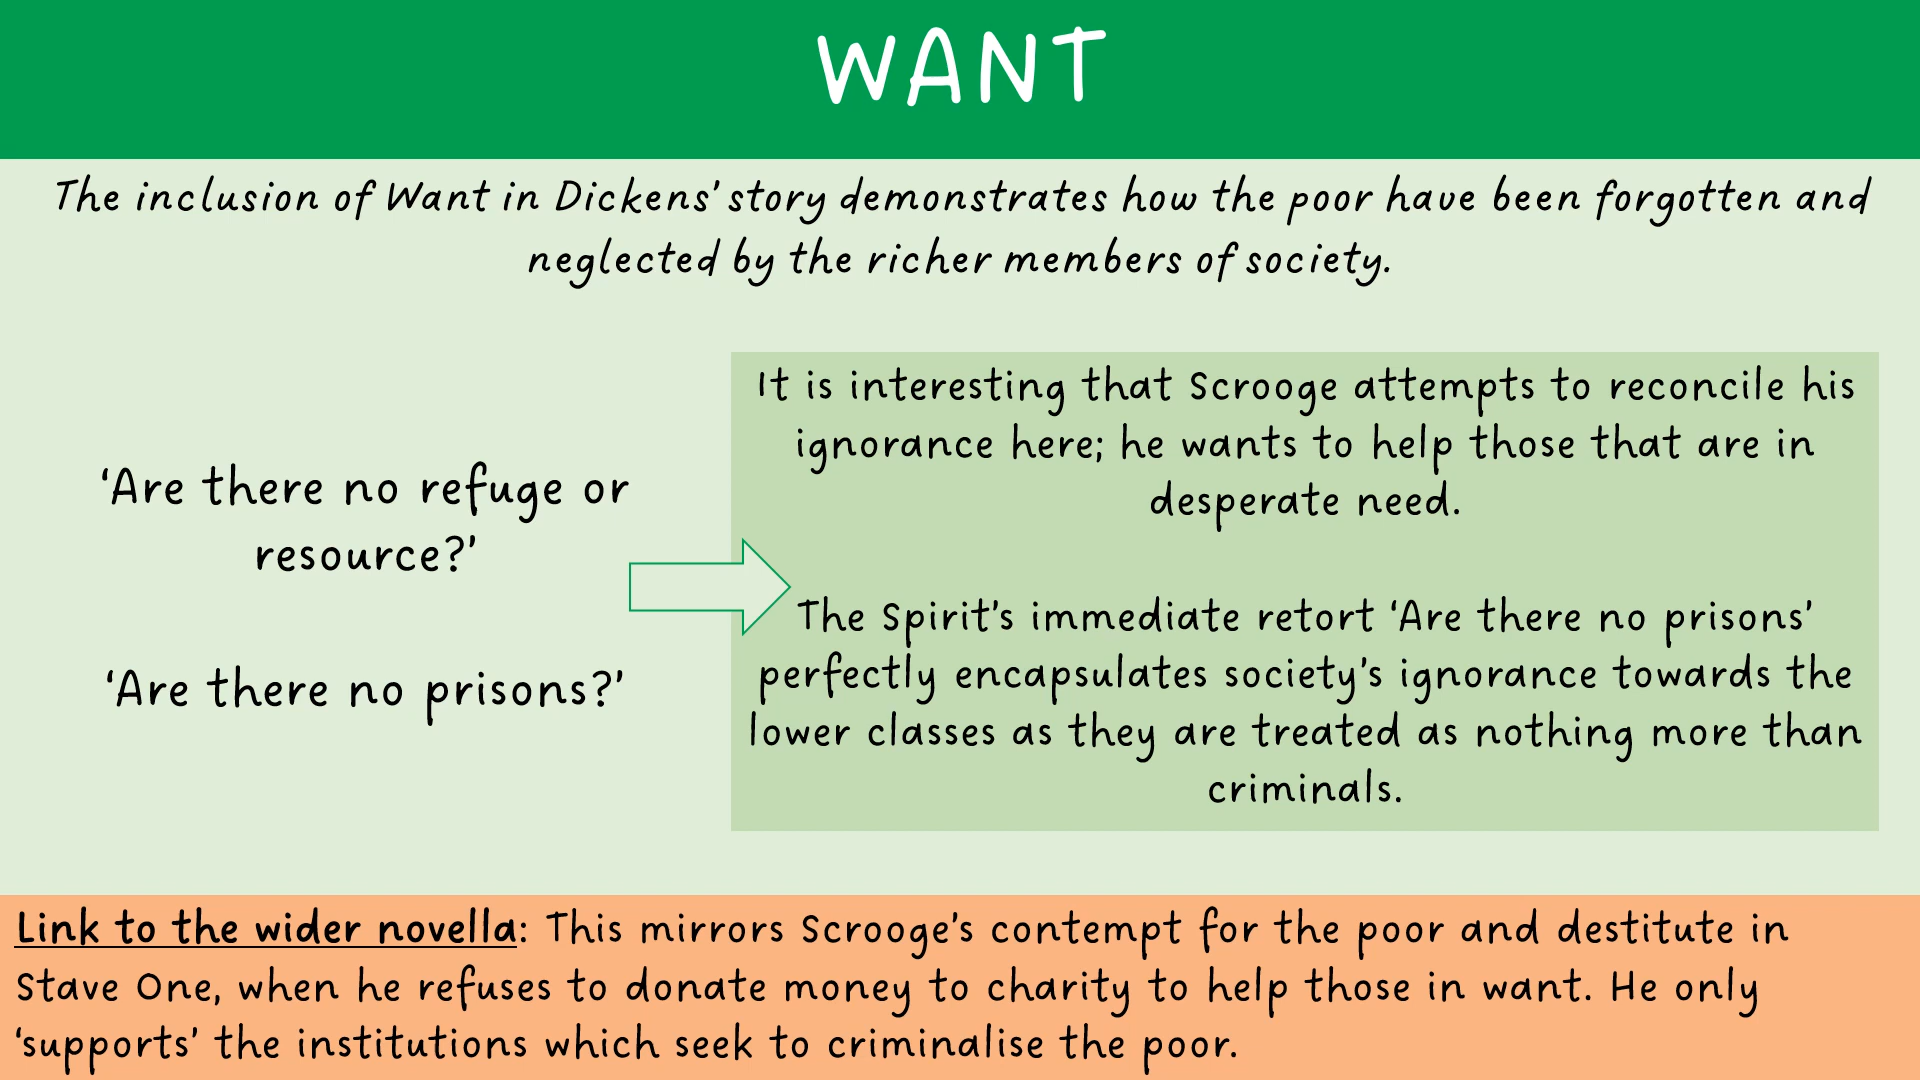 WANT
The inclusion of Want in Dickens’ story demonstrates how the poor have been forgotten and
neglected by the richer members of society.
‘Are there no refuge or
resource?’
‘Are there no prisons?’
It is interesting that Scrooge attempts to reconcile his
ignorance here; he wants to help those that are in
desperate need.
The Spirit’s immediate retort ‘Are there no prisons’
perfectly encapsulates society’s ignorance towards the
lower classes as they are treated as nothing more than
criminals.
Link to the wider novella: This mirrors Scrooge’s contempt for the poor and destitute in
Stave One, when he refuses to donate money to charity to help those in want. He only
‘supports’ the institutions which seek to criminalise the poor.